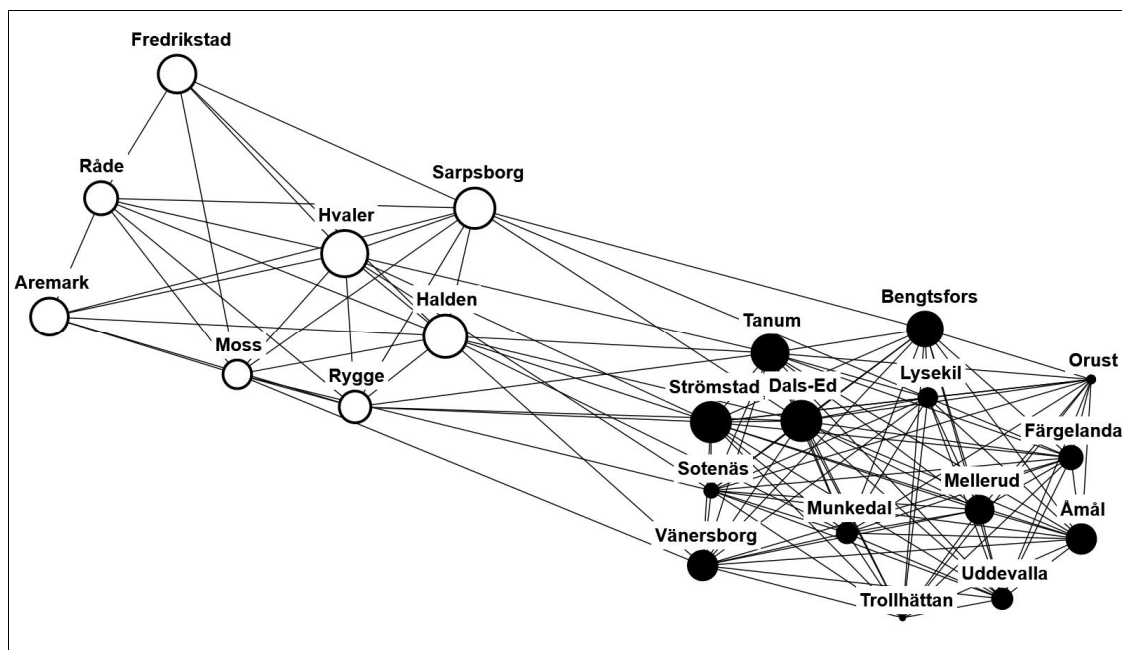 Fredrikstad
Råde
Sarpsborg
Hvaler
Aremark
Halden
Bengtsfors
Tanum
Moss
Orust
Rygge
Lysekil
Strömstad
Dals-Ed
Färgelanda
Sotenäs
Mellerud
Munkedal
Åmål
Vänersborg
Uddevalla
Trollhättan